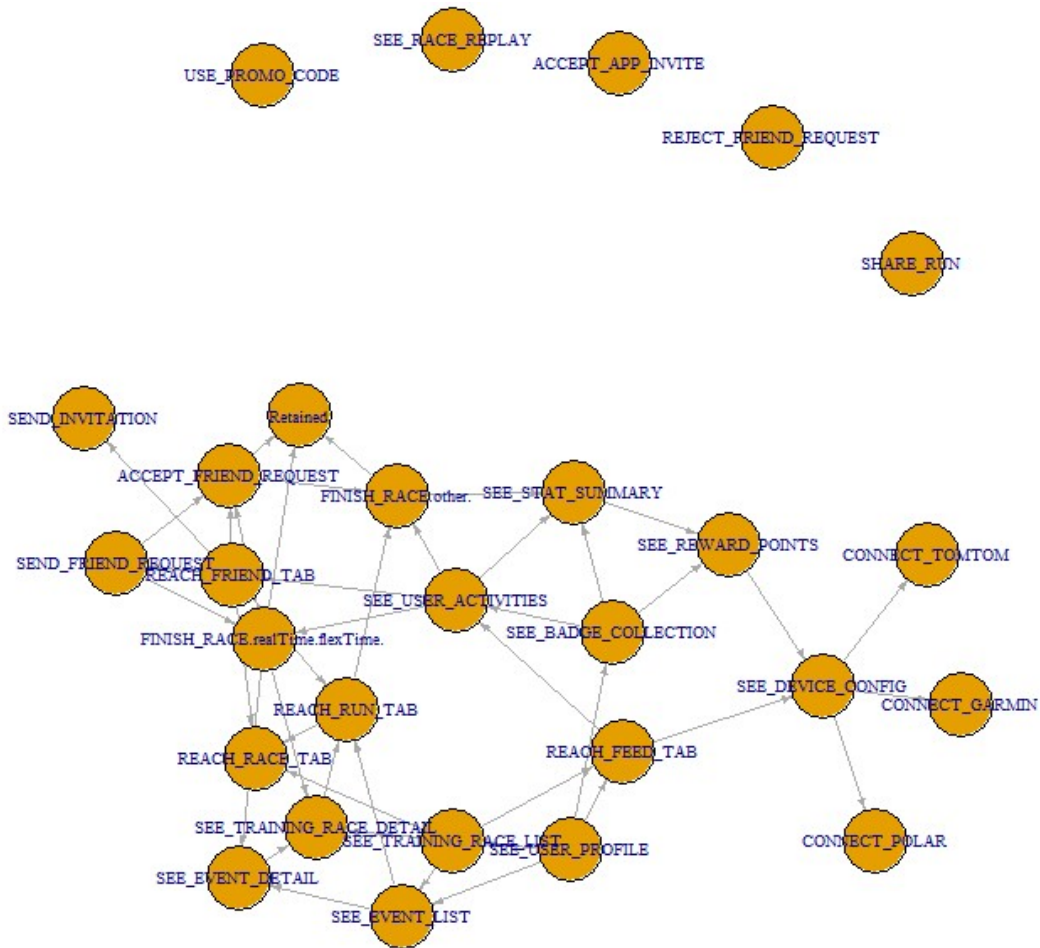 SEE_RACE_REPLAY
ACCEPT_APP_INVITE
USE_PROMO_CODE
REJECT_FRIEND_REQUEST
SHARE_RUN
SEND_INVITATION
Retained
ACCEPT_FRIEND_REQUEST
FINISH_RACE.other.
SEE_STAT_SUMMARY
SEE_REWARD_POINTS
CONNECT_TOMTOM
SEND_FRIEND_REQUEST
REACH_FRIEND_TAB
SEE_USER_ACTIVITIES
SEE_BADGE_COLLECTION
FINISH_RACE.realTime.flexTime.
SEE_DEVICE_CONFIG
CONNECT_GARMIN
REACH_RUN_TAB
REACH_FEED_TAB
REACH_RACE_TAB
SEE_TRAINING_RACE_DETAIL
SEE_TRAINING_RACE_LIST
SEE_USER_PROFILE
CONNECT_POLAR
SEE_EVENT_DETAIL
SEE_EVENT_LIST